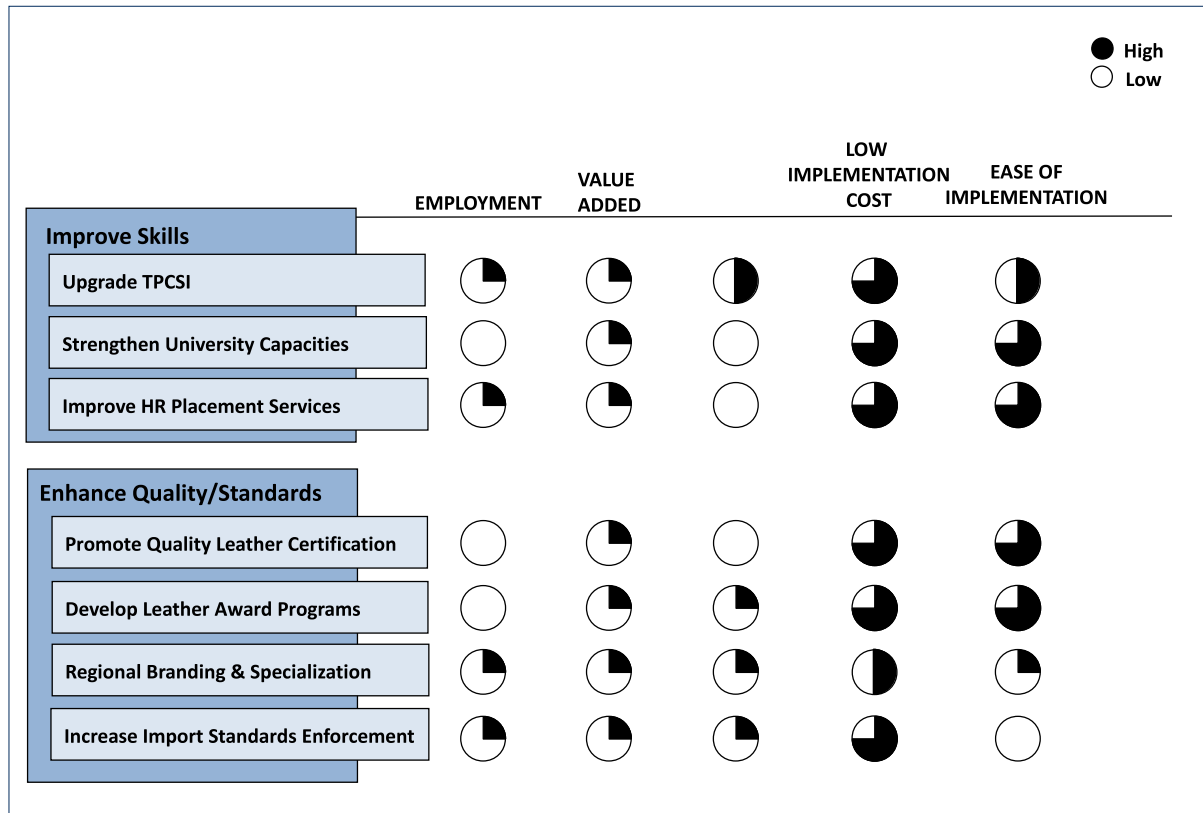 High
Low
EMPLOYMENT
VALUE
ADDED
LOW
IMPLEMENTATION
COST
EASE OF
IMPLEMENTATION
Improve Skills
Upgrade TPCSI
Strengthen University Capacities
Improve HR Placement Services
Enhance Quality/Standards
Promote Quality Leather Certification
Develop Leather Award Programs
Regional Branding & Specialization
Increase Import Standards Enforcement